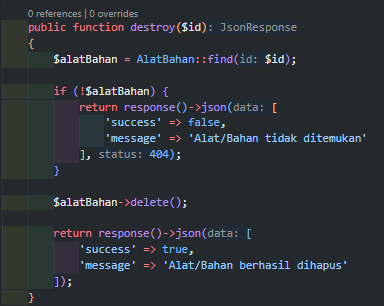 0 references | 0 overrides
public function destroy($id): JsonResponse
{
$alatBahan = AlatBahan::find(id: $id);
if (!$alatBahan) {
return response()->json(data: [
'success' => false,
'message' => 'Alat/Bahan tidak ditemukan'
], status: 404);
}
$alatBahan->delete();
return response()->json(data: [
'success' => true,
'message' => 'Alat/Bahan berhasil dihapus'
]);
}